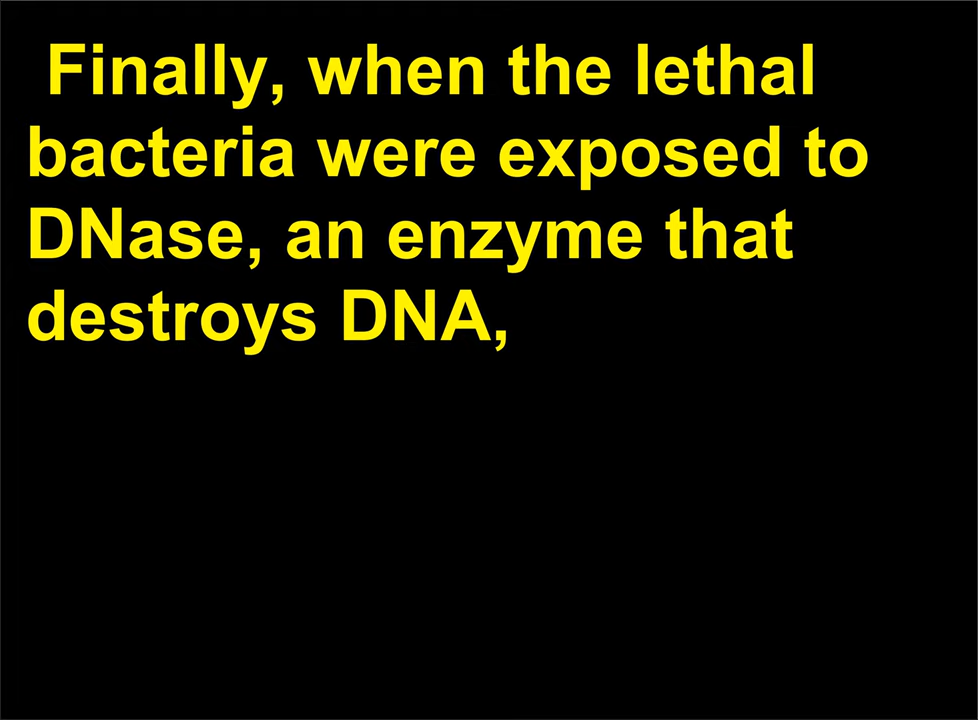 Finally, when the lethal
bacteria were exposed to
DNase, an enzyme that
destroys DNA,